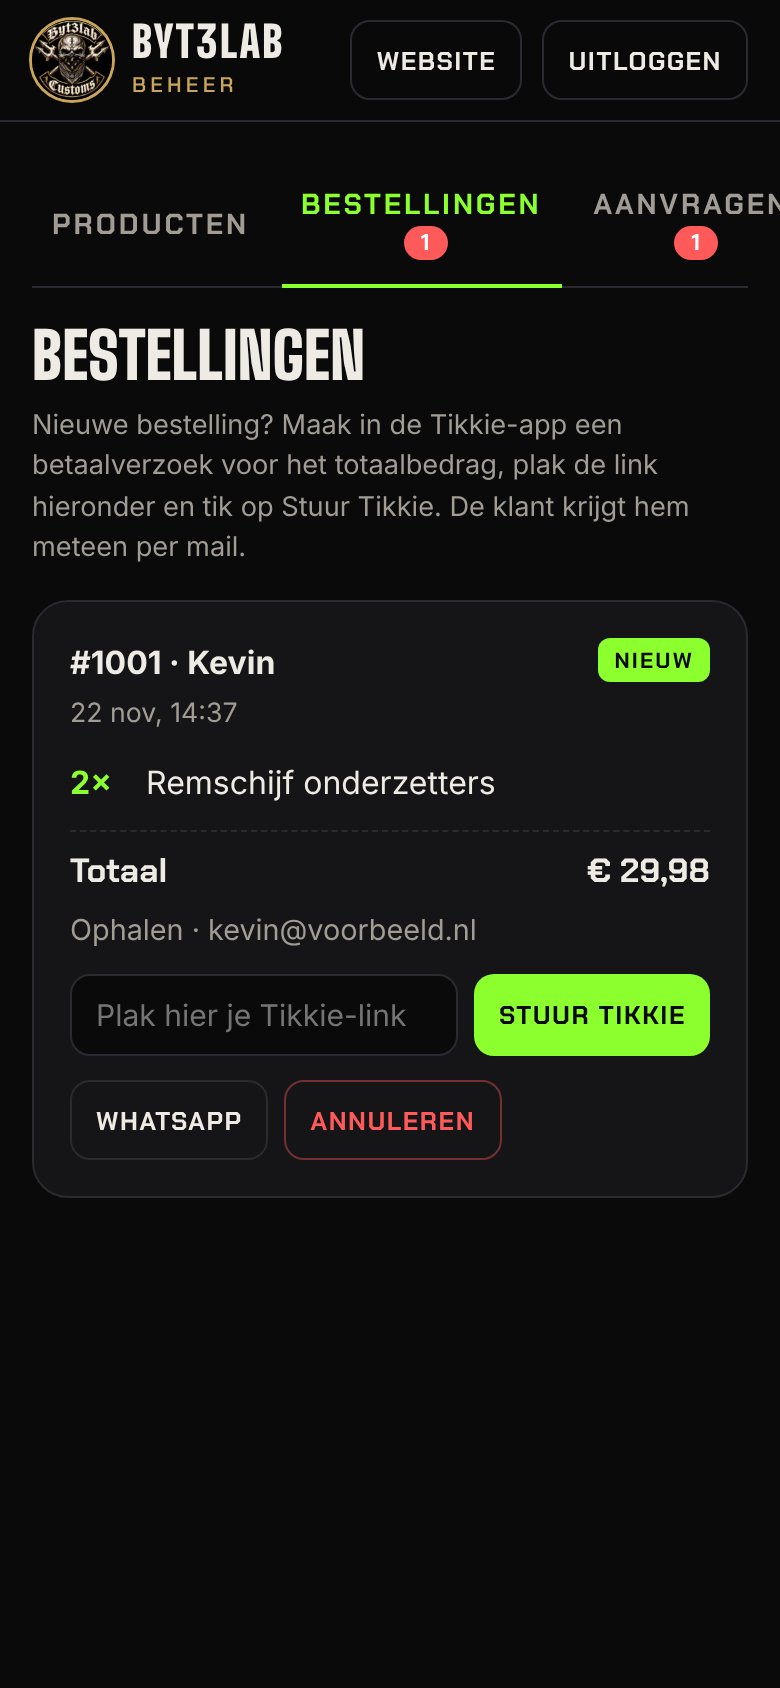 Byt3lab
Customs
BYT3LAB
BEHEER
WEBSITE
UITLOGGEN
PRODUCTEN
BESTELLINGEN
1
AANVRAGEN
1
BESTELLINGEN
Nieuwe bestelling? Maak in de Tikkie-app een
betaalverzoek voor het totaalbedrag, plak de link
hieronder en tik op Stuur Tikkie. De klant krijgt hem
meteen per mail.
#1001 · Kevin
NIEUW
22 nov, 14:37
2× Remschijf onderzetters
Totaal € 29,98
Ophalen · kevin@voorbeeld.nl
Plak hier je Tikkie-link
STUUR TIKKIE
WHATSAPP
ANNULEREN